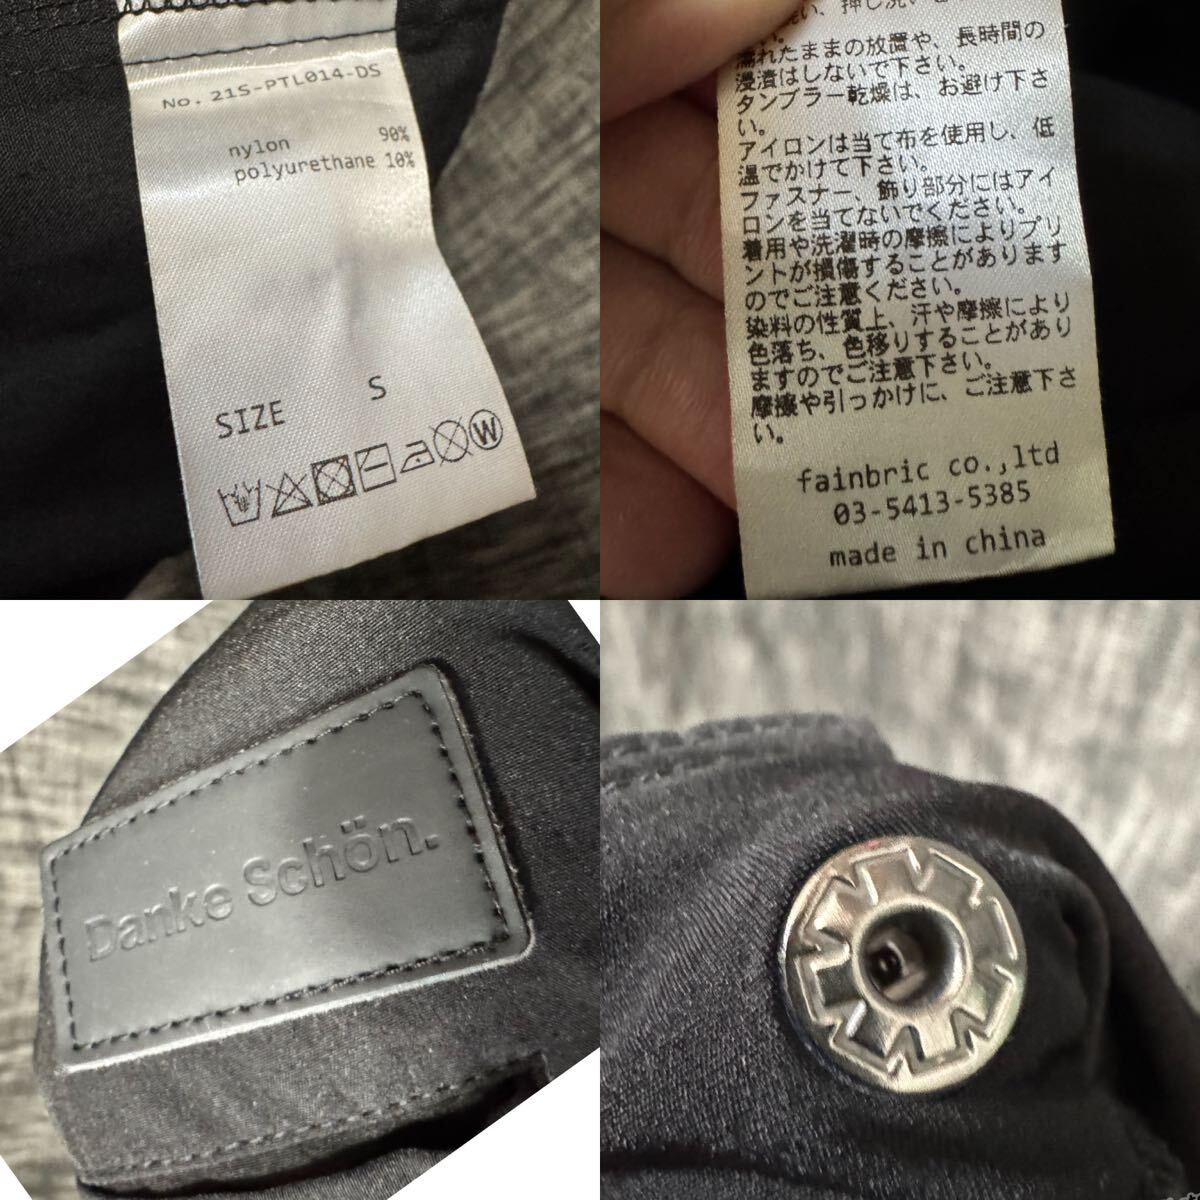 No. 21S-PTL014-DS
nylon 90%
polyurethane 10%
SIZE S
W
い、押し洗い
い。
濡れたままの放置や、長時間の
浸漬はしないで下さい。
タンブラー乾燥は、お避け下さ
い。
アイロンは当て布を使用し、低
温でかけて下さい。
ファスナー、飾り部分にはアイ
ロンを当てないでください。
着用や洗濯時の摩擦によりプリ
ントが損傷することがあります
のでご注意ください。
染料の性質上、汗や摩擦により
色落ち、色移りすることがあり
ますのでご注意下さい。
摩擦や引っかけに、ご注意下さ
い。
fainbric co.,ltd
03-5413-5385
made in china
Danke Schön.